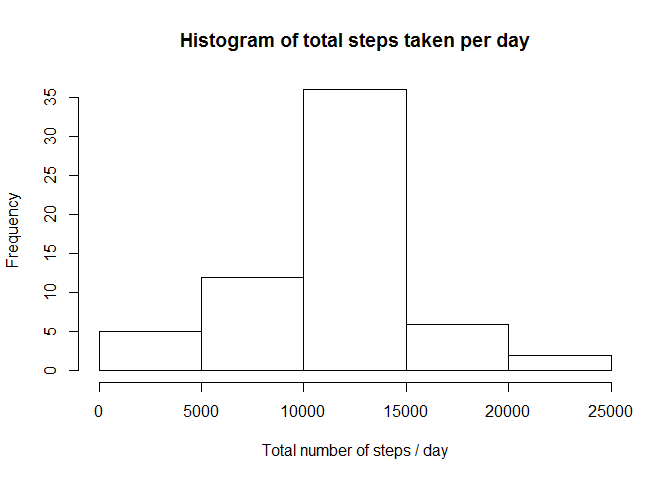 Histogram of total steps taken per day
Frequency
35
30
25
20
15
10
5
0
0 5000 10000 15000 20000 25000
Total number of steps / day